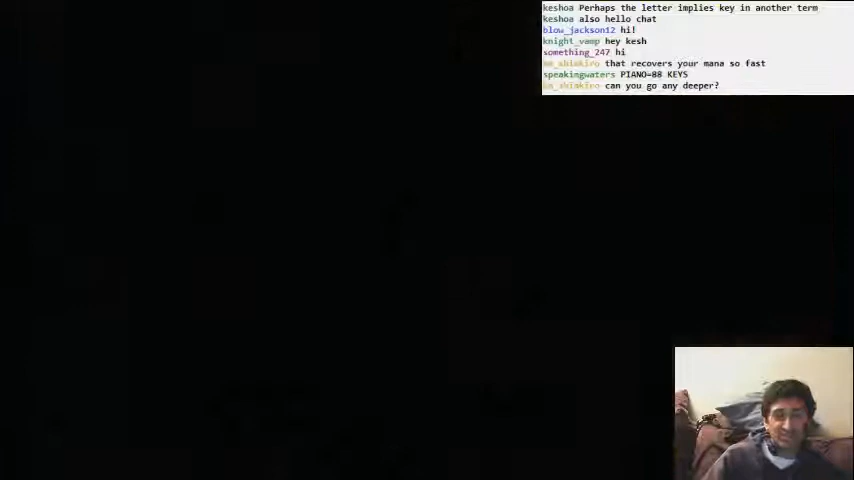 keshoa Perhaps the letter implies key in another term
keshoa also hello chat
blow_jackson12 hi!
knight_vamp hey kesh
something_247 hi
that recovers your mana so fast
speakingwaters PIANO=88 KEYS
can you go any deeper?